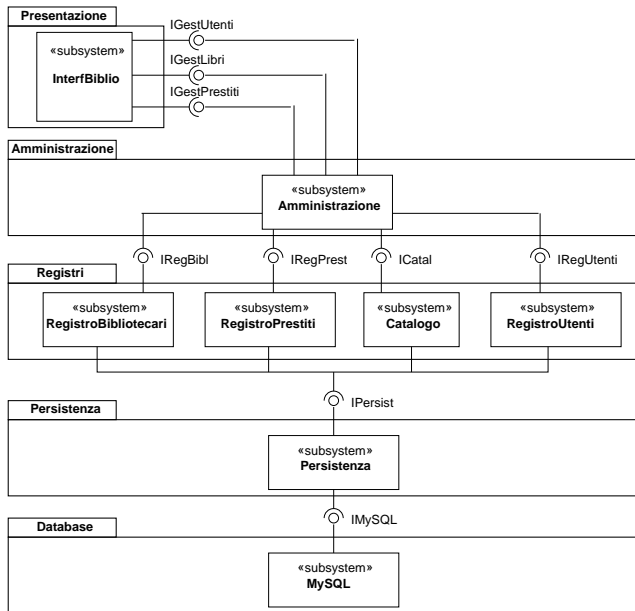 Presentazione
IGestUtenti
«subsystem»
InterfBiblio
IGestLibri
IGestPrestiti
Amministrazione
«subsystem»
Amministrazione
IRegBibl
IRegPrest
ICatal
IRegUtenti
Registri
«subsystem»
RegistroBibliotecari
«subsystem»
RegistroPrestiti
«subsystem»
Catalogo
«subsystem»
RegistroUtenti
IPersist
Persistenza
«subsystem»
Persistenza
IMySQL
Database
«subsystem»
MySQL